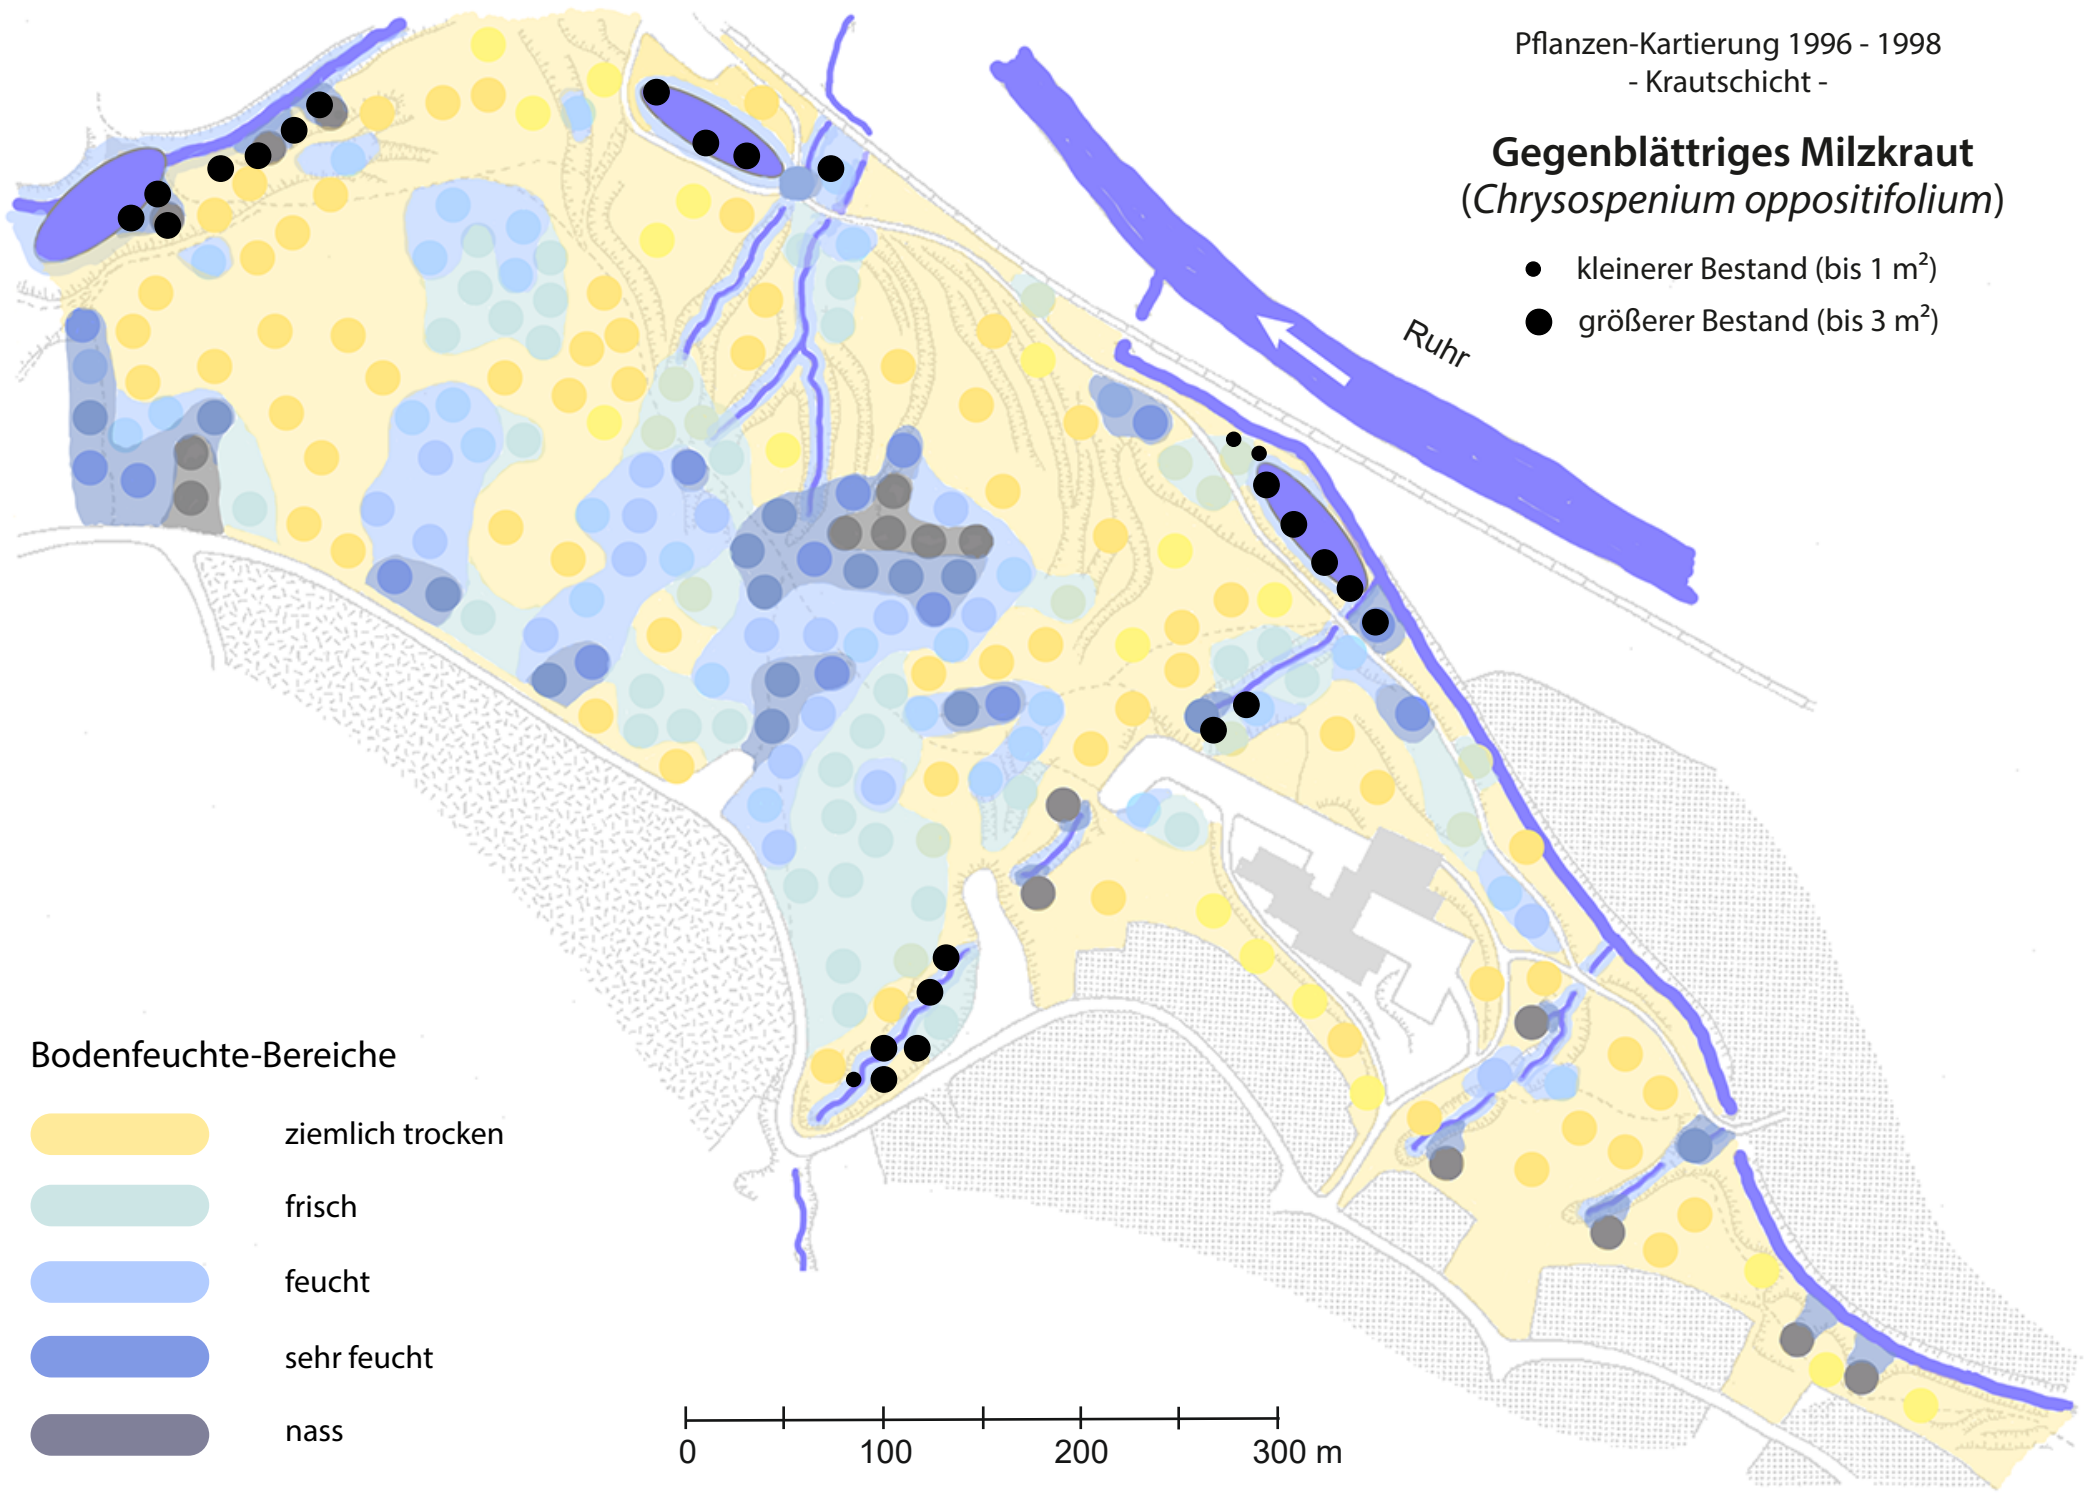 Pflanzen-Kartierung 1996 - 1998
- Krautschicht -
Gegenblättriges Milzkraut
(Chrysospenium oppositifolium)
kleinerer Bestand (bis 1 m²)
größerer Bestand (bis 3 m²)
Ruhr
Bodenfeuchte-Bereiche
ziemlich trocken
frisch
feucht
sehr feucht
nass
0 100 200 300 m